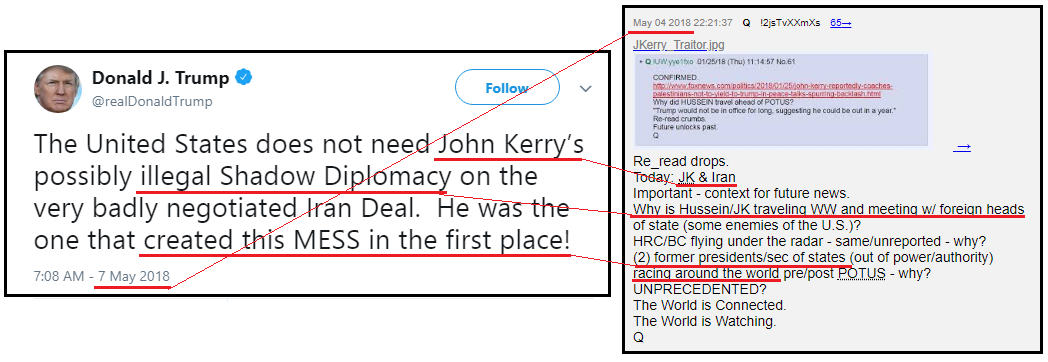 Donald J. Trump
@realDonaldTrump
Follow
The United States does not need John Kerry's
possibly illegal Shadow Diplomacy on the
very badly negotiated Iran Deal. He was the
one that created this MESS in the first place!
7:08 AM - 7 May 2018
May 04 2018 22:21:37 Q !2jsTvXXmXs 65→
JKerry_Traitor.jpg
01/25/18 (Thu) 11:14:57 No.61
CONFIRMED.
http://www.foxnews.com/politics/2018/01/25/john-kerry-reportedly-coaches-
palestinians-not-to-yield-to-trump-in-peace-talks-spurring-backlash.html
Why did HUSSEIN travel ahead of POTUS?
"Trump would not be in office for long, suggesting he could be out in a year."
Re-read crumbs.
Future unlocks past.
Q
→
Re_read drops.
Today: JK & Iran
Important - context for future news.
Why is Hussein/JK traveling WW and meeting w/ foreign heads
of state (some enemies of the U.S.)?
HRC/BC flying under the radar - same/unreported - why?
(2) former presidents/sec of states (out of power/authority)
racing around the world pre/post POTUS - why?
UNPRECEDENTED?
The World is Connected.
The World is Watching.
Q